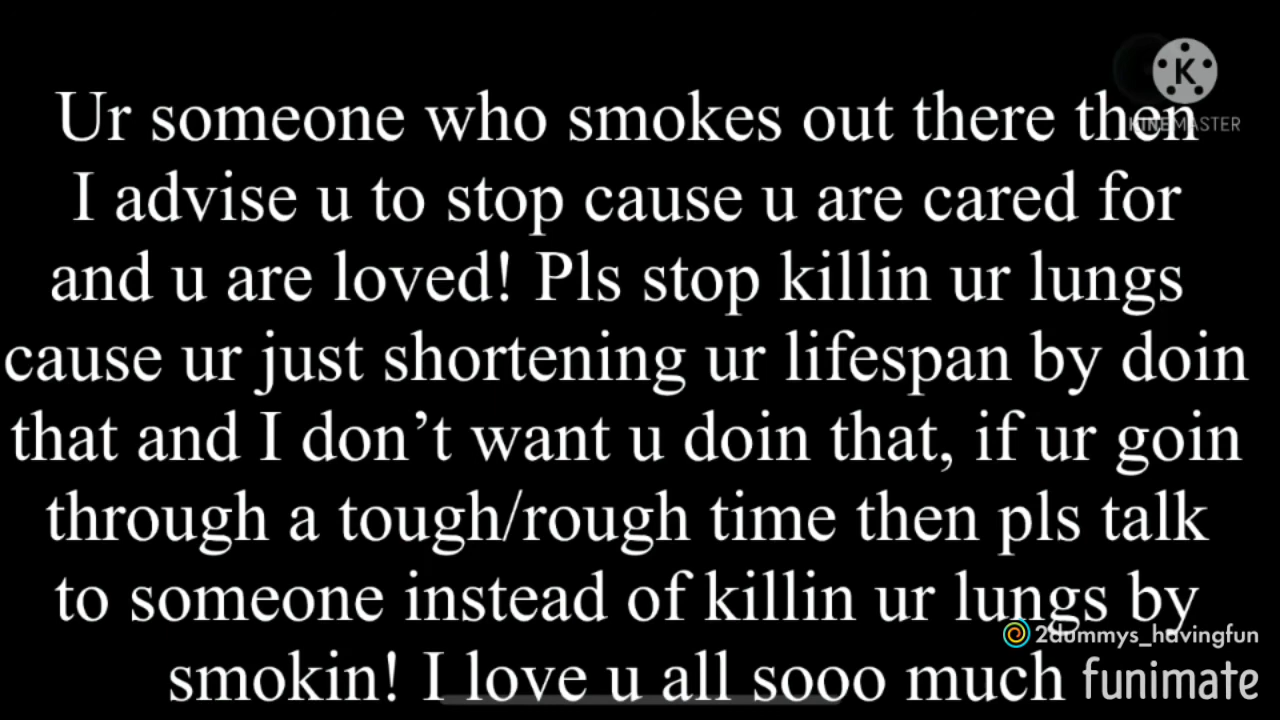 K
KINEMASTER
Ur someone who smokes out there then
I advise u to stop cause u are cared for
and u are loved! Pls stop killin ur lungs
cause ur just shortening ur lifespan by doin
that and I don’t want u doin that, if ur goin
through a tough/rough time then pls talk
to someone instead of killin ur lungs by
smokin! I love u all sooo much
2dummys_havingfun
funimate